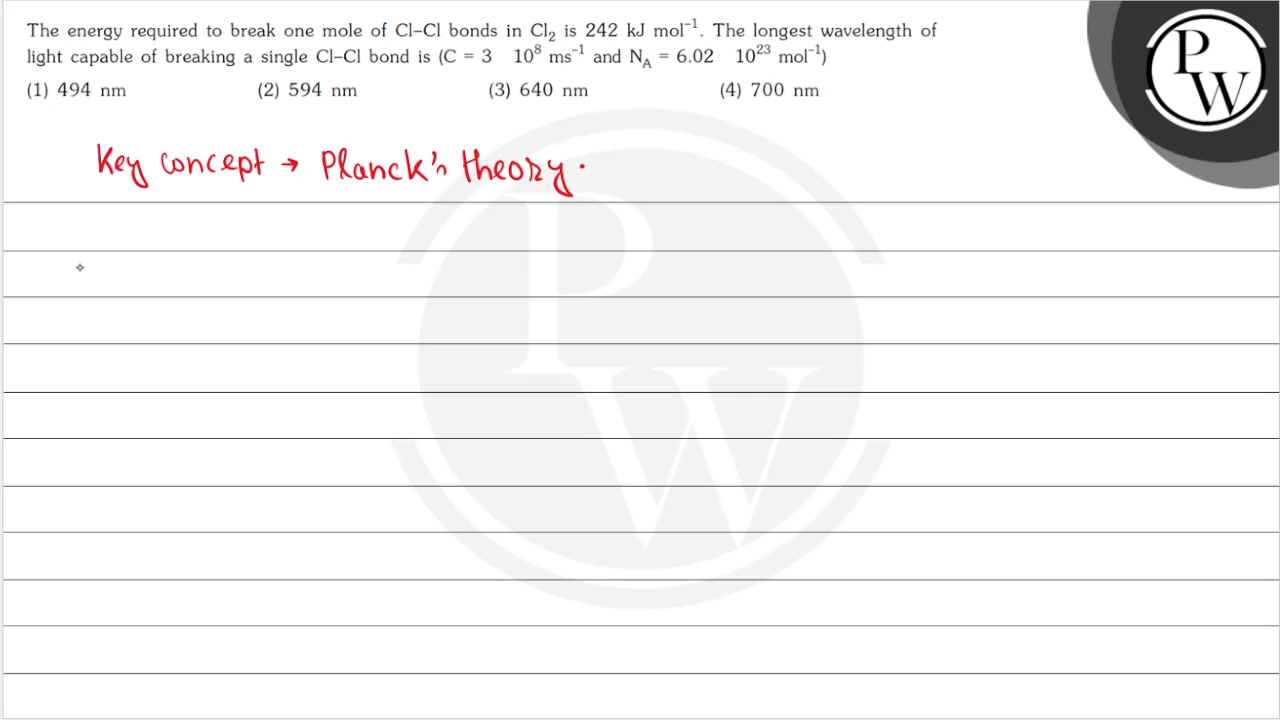 The energy required to break one mole of Cl–Cl bonds in Cl₂ is 242 kJ mol⁻¹. The longest wavelength of
light capable of breaking a single Cl–Cl bond is (C = 3 10⁸ ms⁻¹ and N_A = 6.02 10²³ mol⁻¹)
(1) 494 nm (2) 594 nm (3) 640 nm (4) 700 nm
Key concept → Planck's theory.
PW
PW